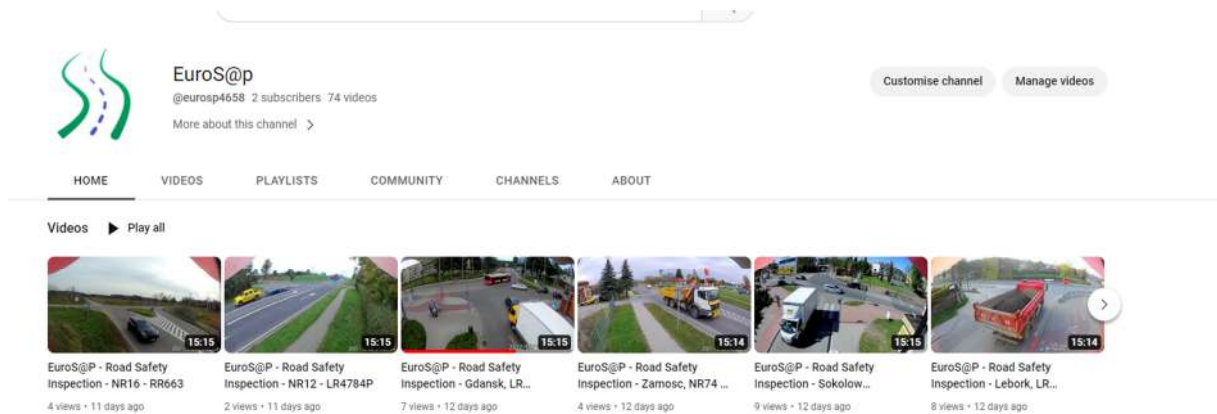 EuroS@p
@eurosp4658 2 subscribers 74 videos
More about this channel
Customise channel
Manage videos
HOME VIDEOS PLAYLISTS COMMUNITY CHANNELS ABOUT
Videos Play all
15:15
15:15
15:15
15:14
15:15
15:14
EuroS@P - Road Safety
Inspection - NR16 - RR663
4 views • 11 days ago
EuroS@P - Road Safety
Inspection - NR12 - LR4784P
2 views • 11 days ago
EuroS@P - Road Safety
Inspection - Gdansk, LR...
7 views • 12 days ago
EuroS@P - Road Safety
Inspection - Zamosc, NR74 ...
4 views • 12 days ago
EuroS@P - Road Safety
Inspection - Sokolow...
9 views • 12 days ago
EuroS@P - Road Safety
Inspection - Lebork, LR...
8 views • 12 days ago